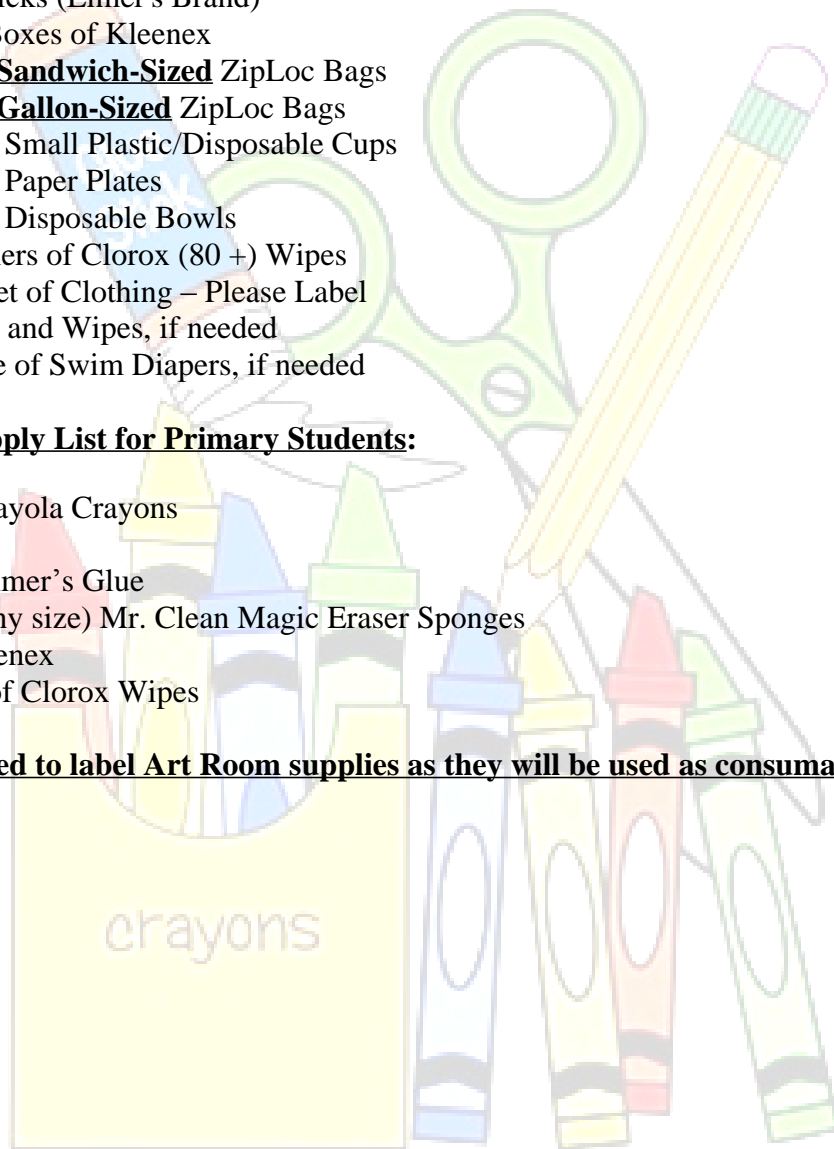 (Elmer's Brand)
Boxes of Kleenex
Sandwich-Sized ZipLoc Bags
Gallon-Sized ZipLoc Bags
Small Plastic/Disposable Cups
Paper Plates
Disposable Bowls
ers of Clorox (80 +) Wipes
et of Clothing – Please Label
and Wipes, if needed
e of Swim Diapers, if needed
pply List for Primary Students:
ayola Crayons
mer’s Glue
ny size) Mr. Clean Magic Eraser Sponges
enex
of Clorox Wipes
ed to label Art Room supplies as they will be used as consuma
Glue Stick
crayons